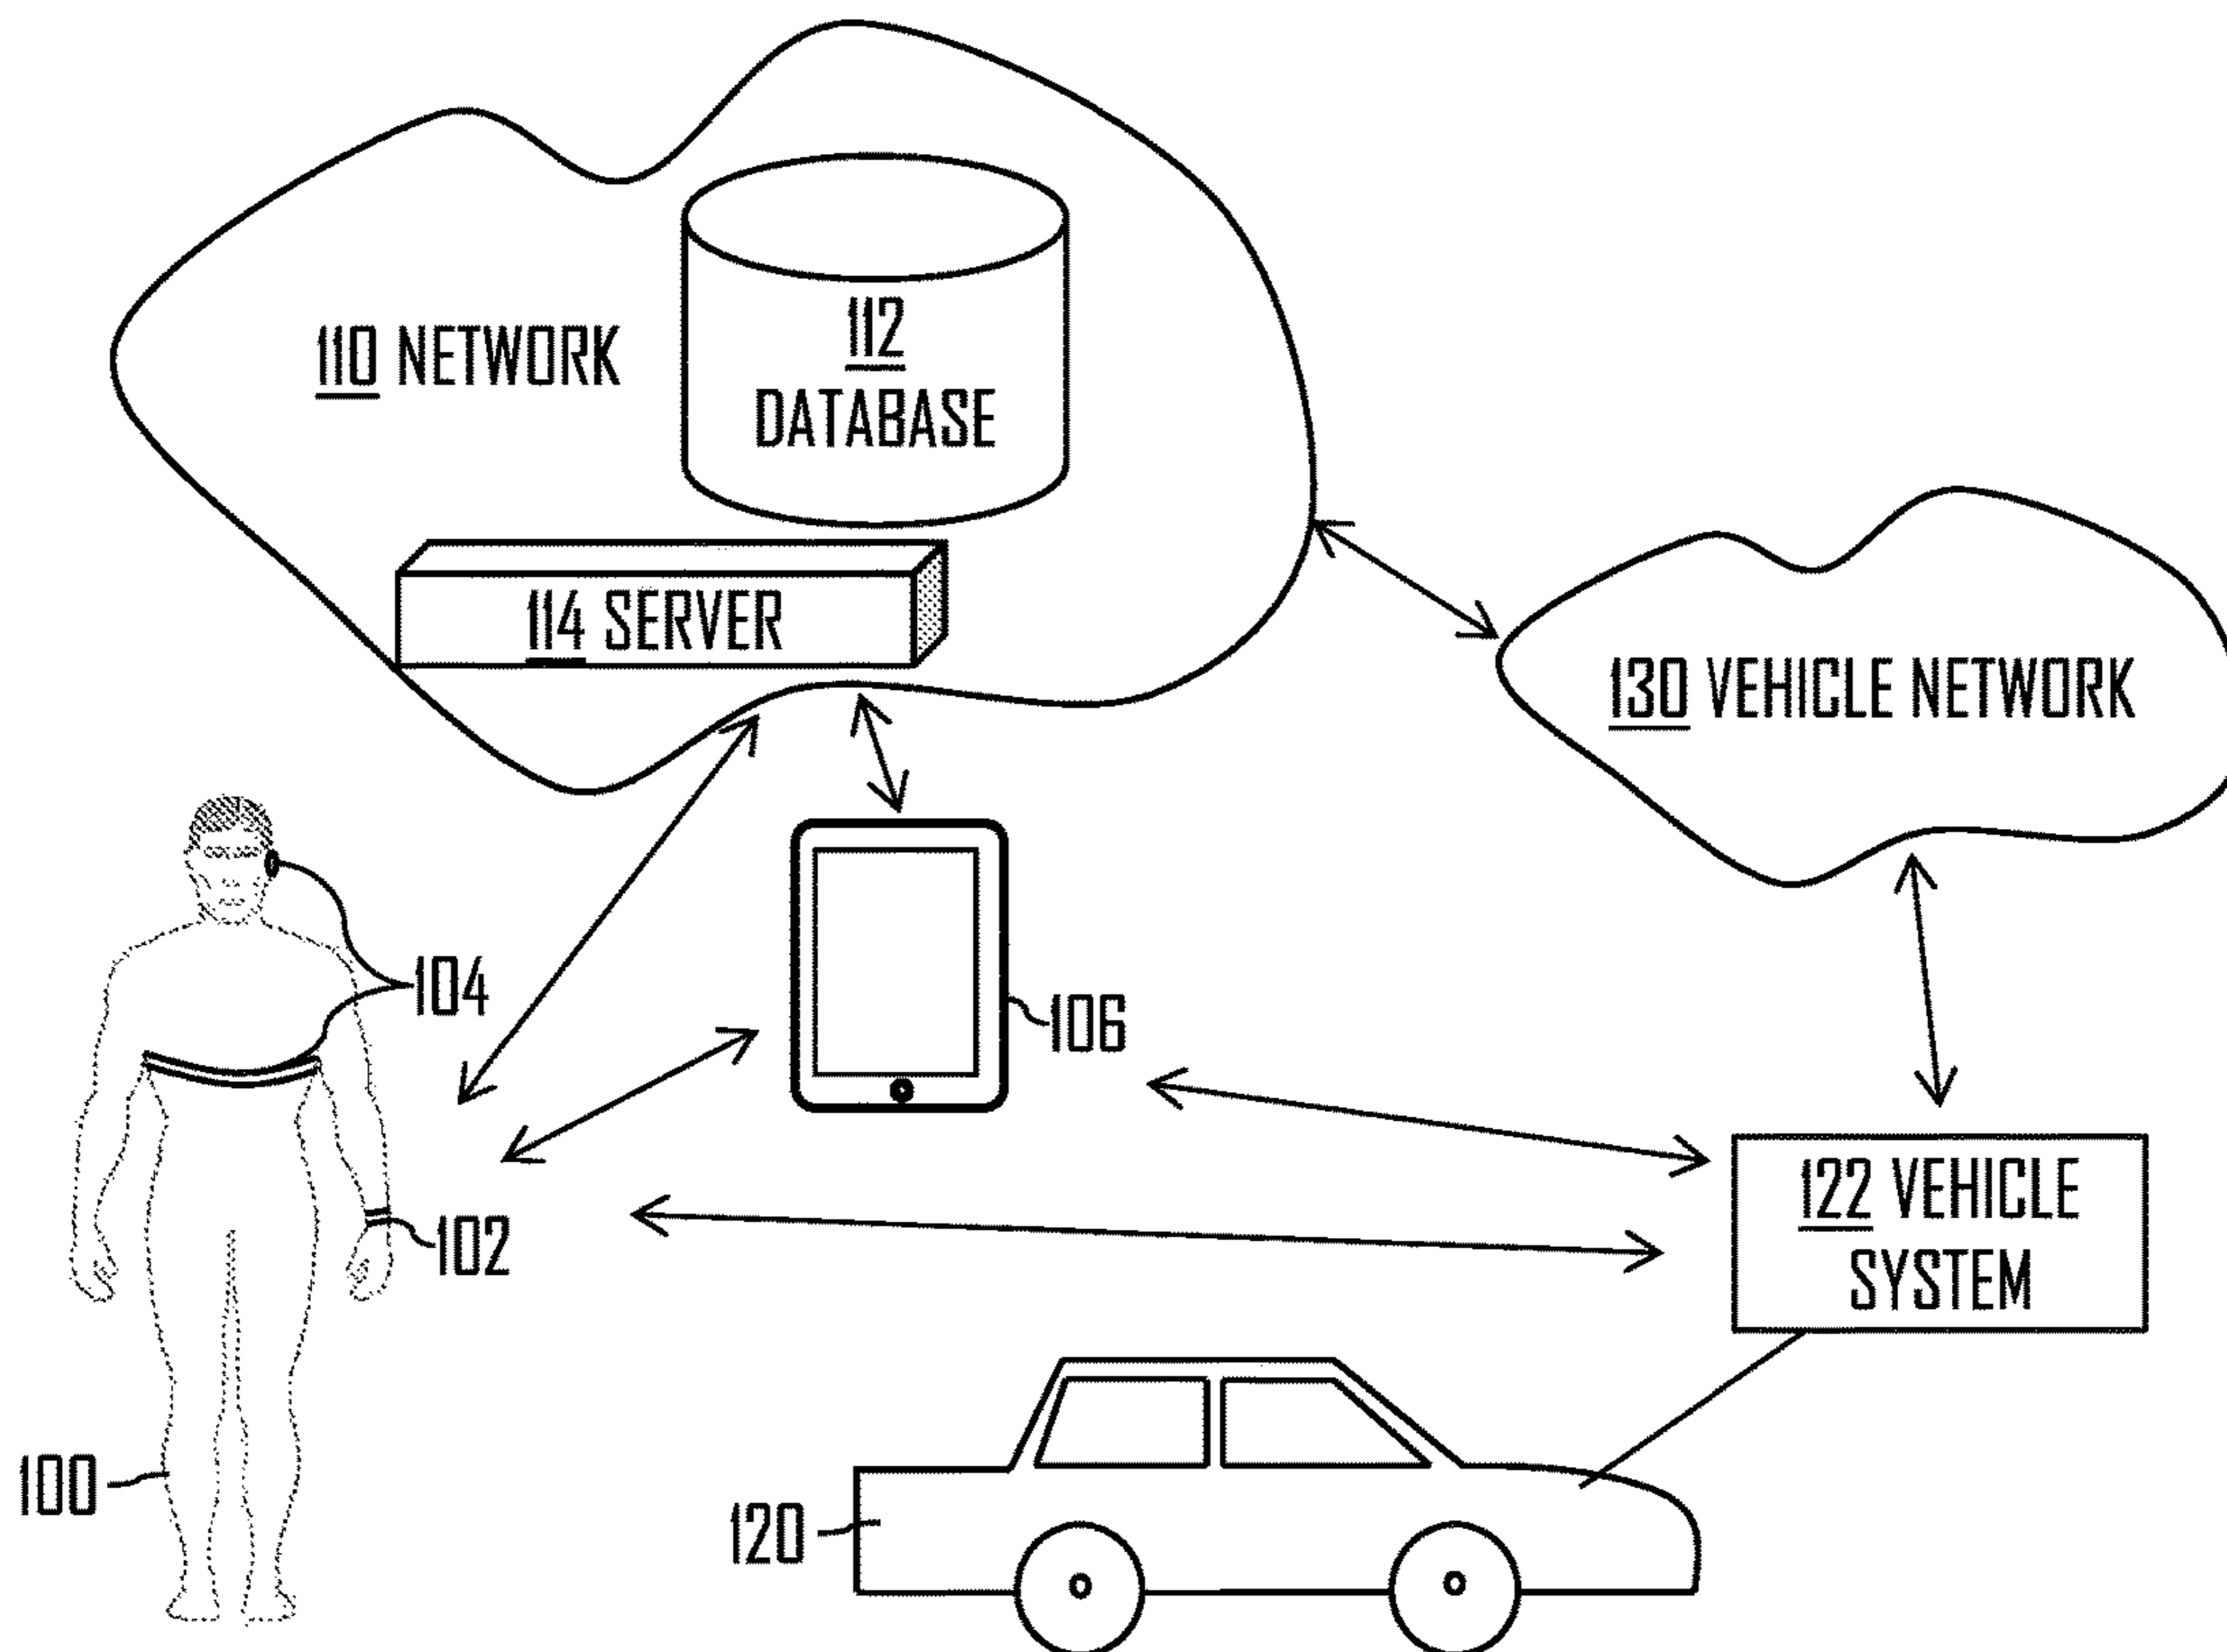 110 NETWORK
112
DATABASE
114 SERVER
130 VEHICLE NETWORK
104
106
102
122 VEHICLE
SYSTEM
100
120